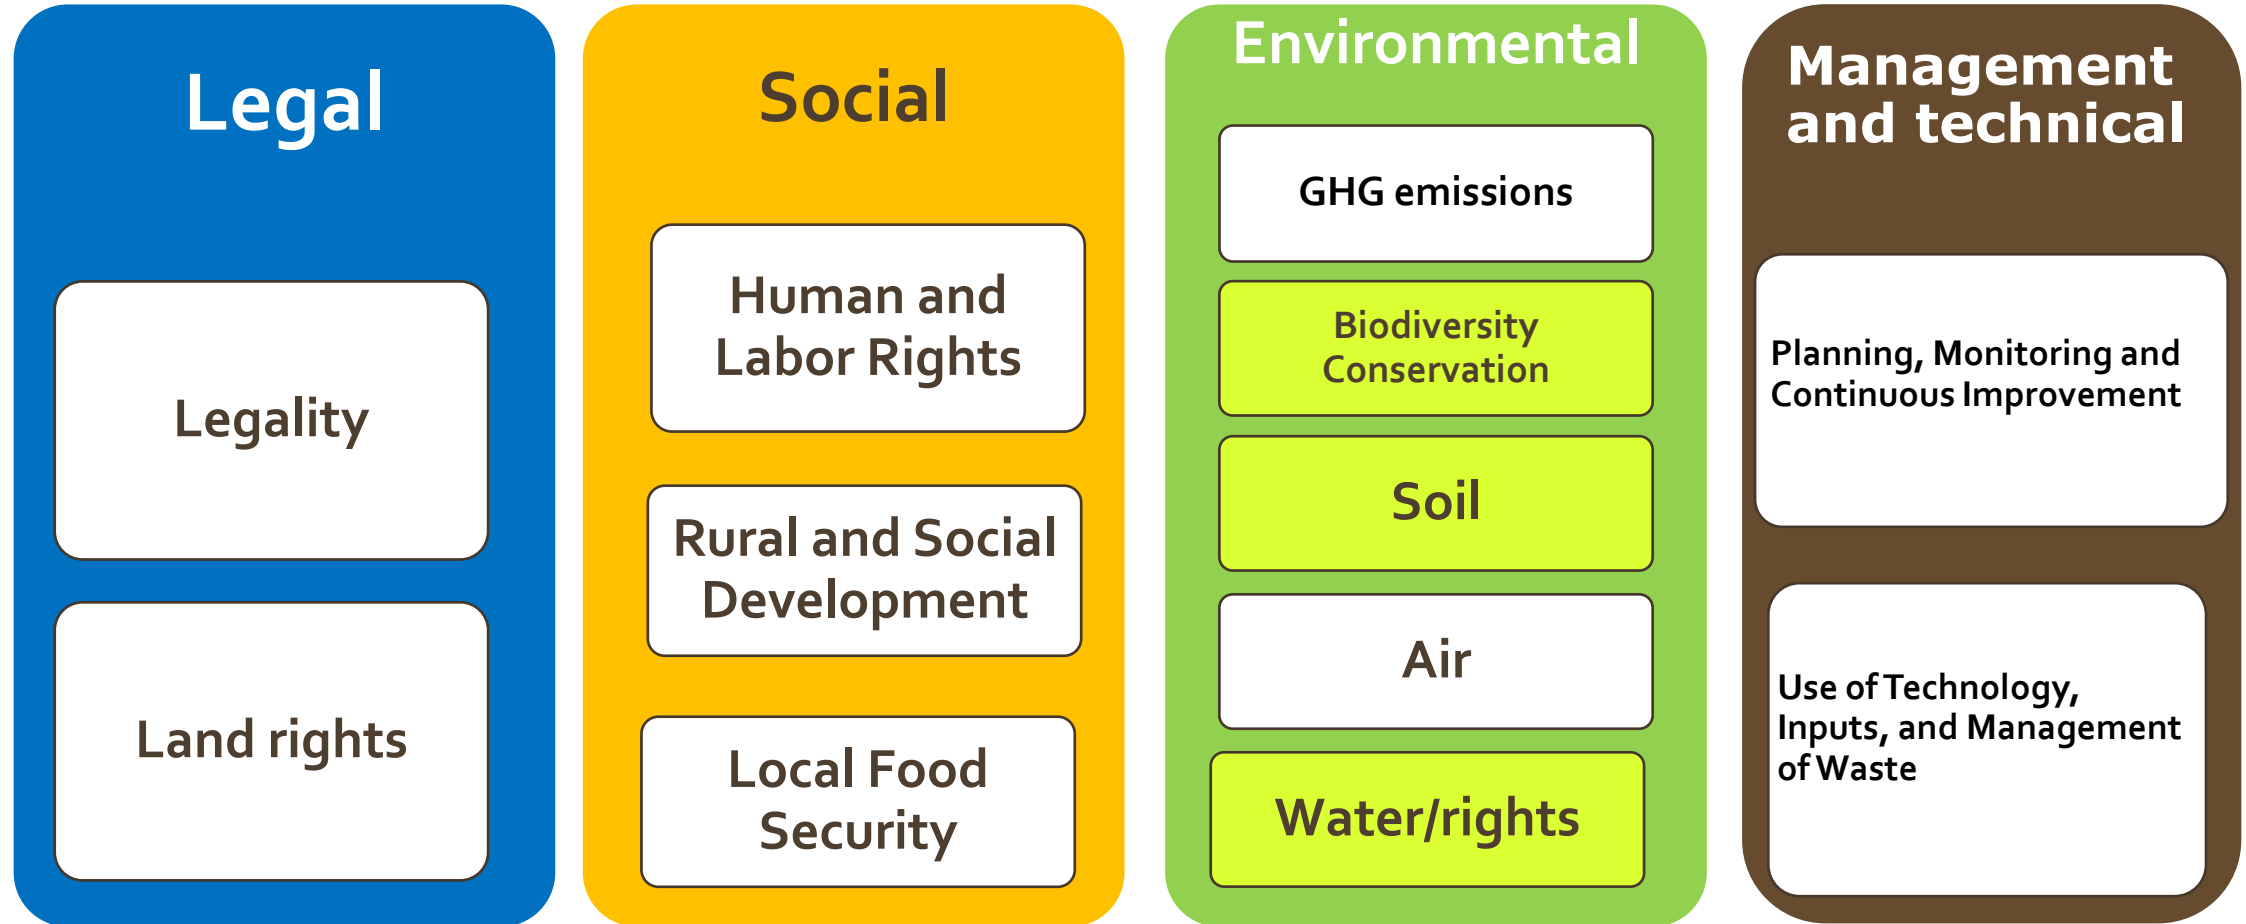 Legal
Legality
Land rights
Social
Human and
Labor Rights
Rural and Social
Development
Local Food
Security
Environmental
GHG emissions
Biodiversity
Conservation
Soil
Air
Water/rights
Management
and technical
Planning, Monitoring and
Continuous Improvement
Use of Technology,
Inputs, and Management
of Waste